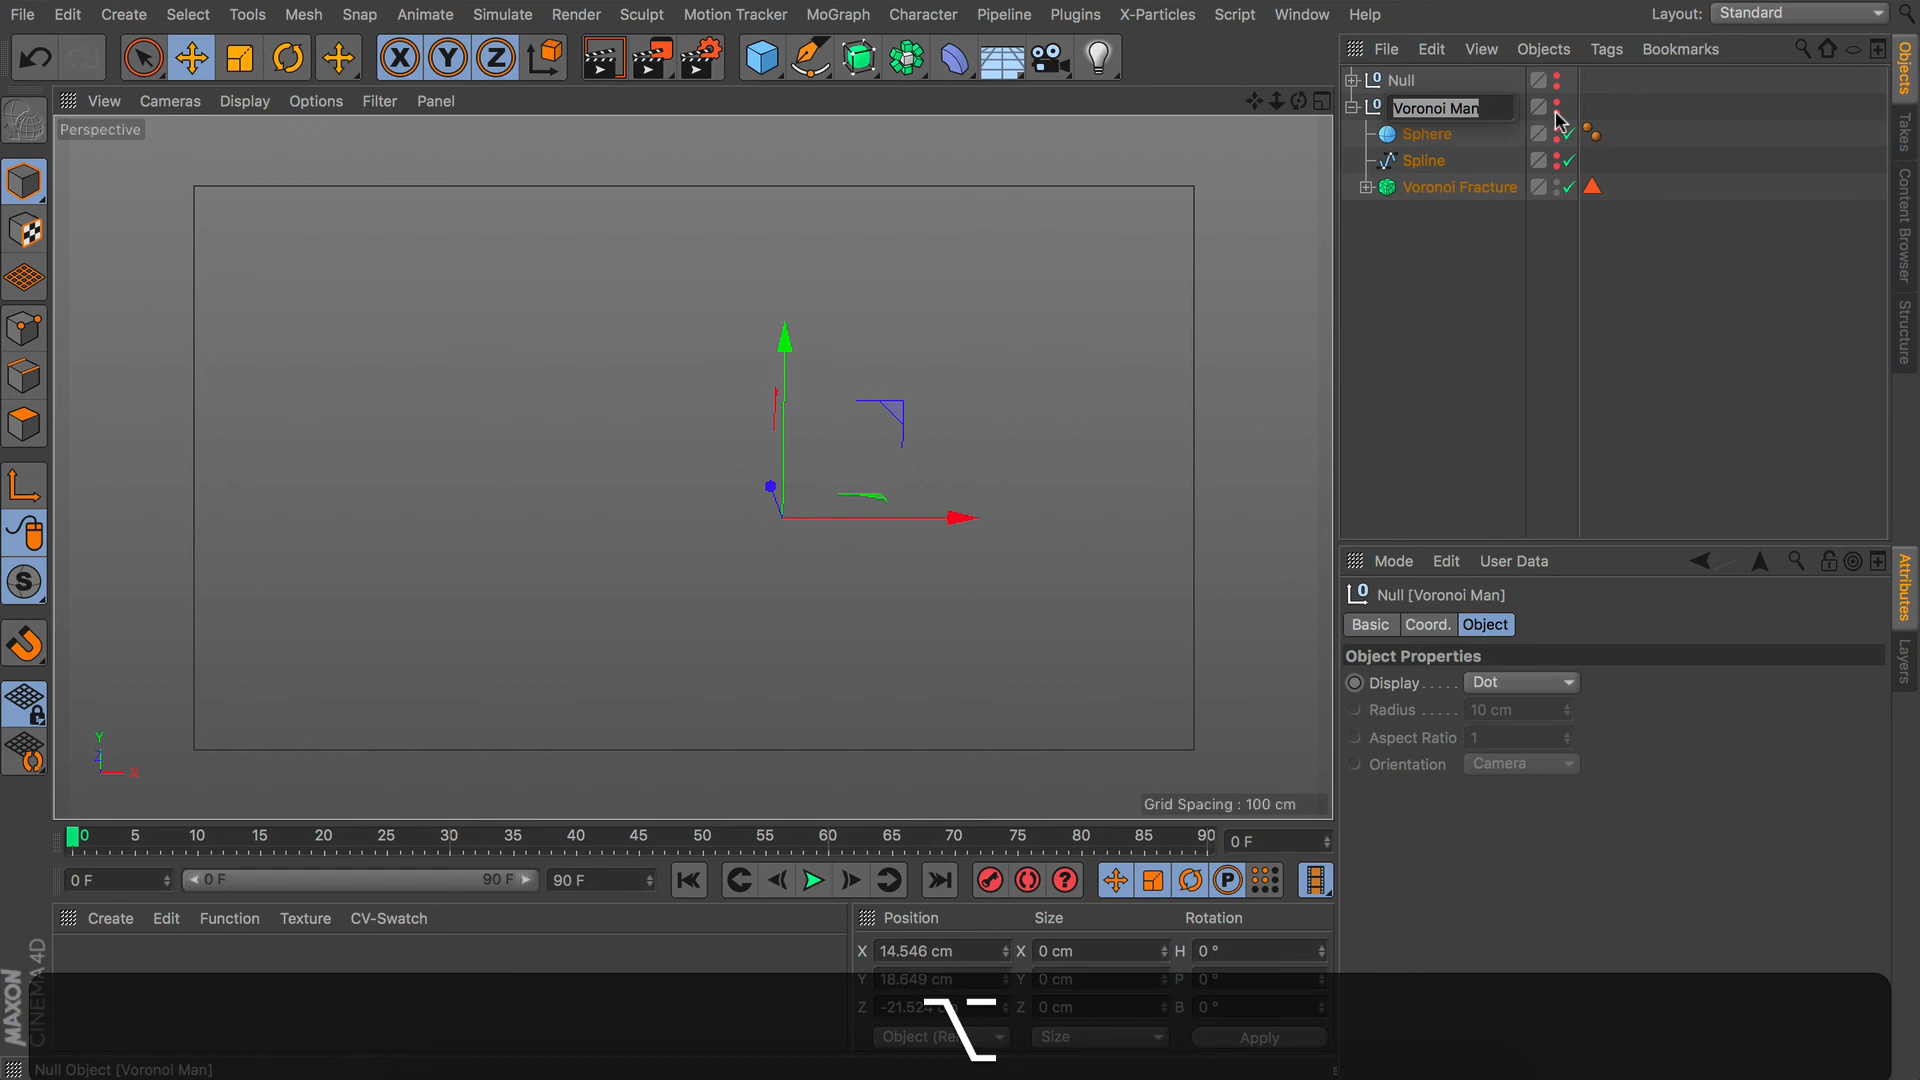 File Edit Create Select Tools Mesh Snap Animate Simulate Render Sculpt Motion Tracker MoGraph Character Pipeline Plugins X-Particles Script Window Help Layout: Standard
File Edit View Objects Tags Bookmarks
View Cameras Display Options Filter Panel
Perspective
Null
Voronoi Man
Sphere
Spline
Voronoi Fracture
Objects
Takes
Content Browser
Structure
Mode Edit User Data
Null [Voronoi Man]
Basic Coord. Object
Object Properties
Display Dot
Radius 10 cm
Aspect Ratio 1
Orientation Camera
Attributes
Layers
Y
Z
X
Grid Spacing : 100 cm
0 5 10 15 20 25 30 35 40 45 50 55 60 65 70 75 80 85 90 0 F
0 F 0 F 90 F 90 F
Create Edit Function Texture CV-Swatch
Position Size Rotation
X 14.546 cm X 0 cm H 0 °
Y 18.649 cm Y 0 cm P 0 °
Z Z 0 cm B 0 °
Object Size Apply
MAXON
CINEMA 4D
Null Object [Voronoi Man]